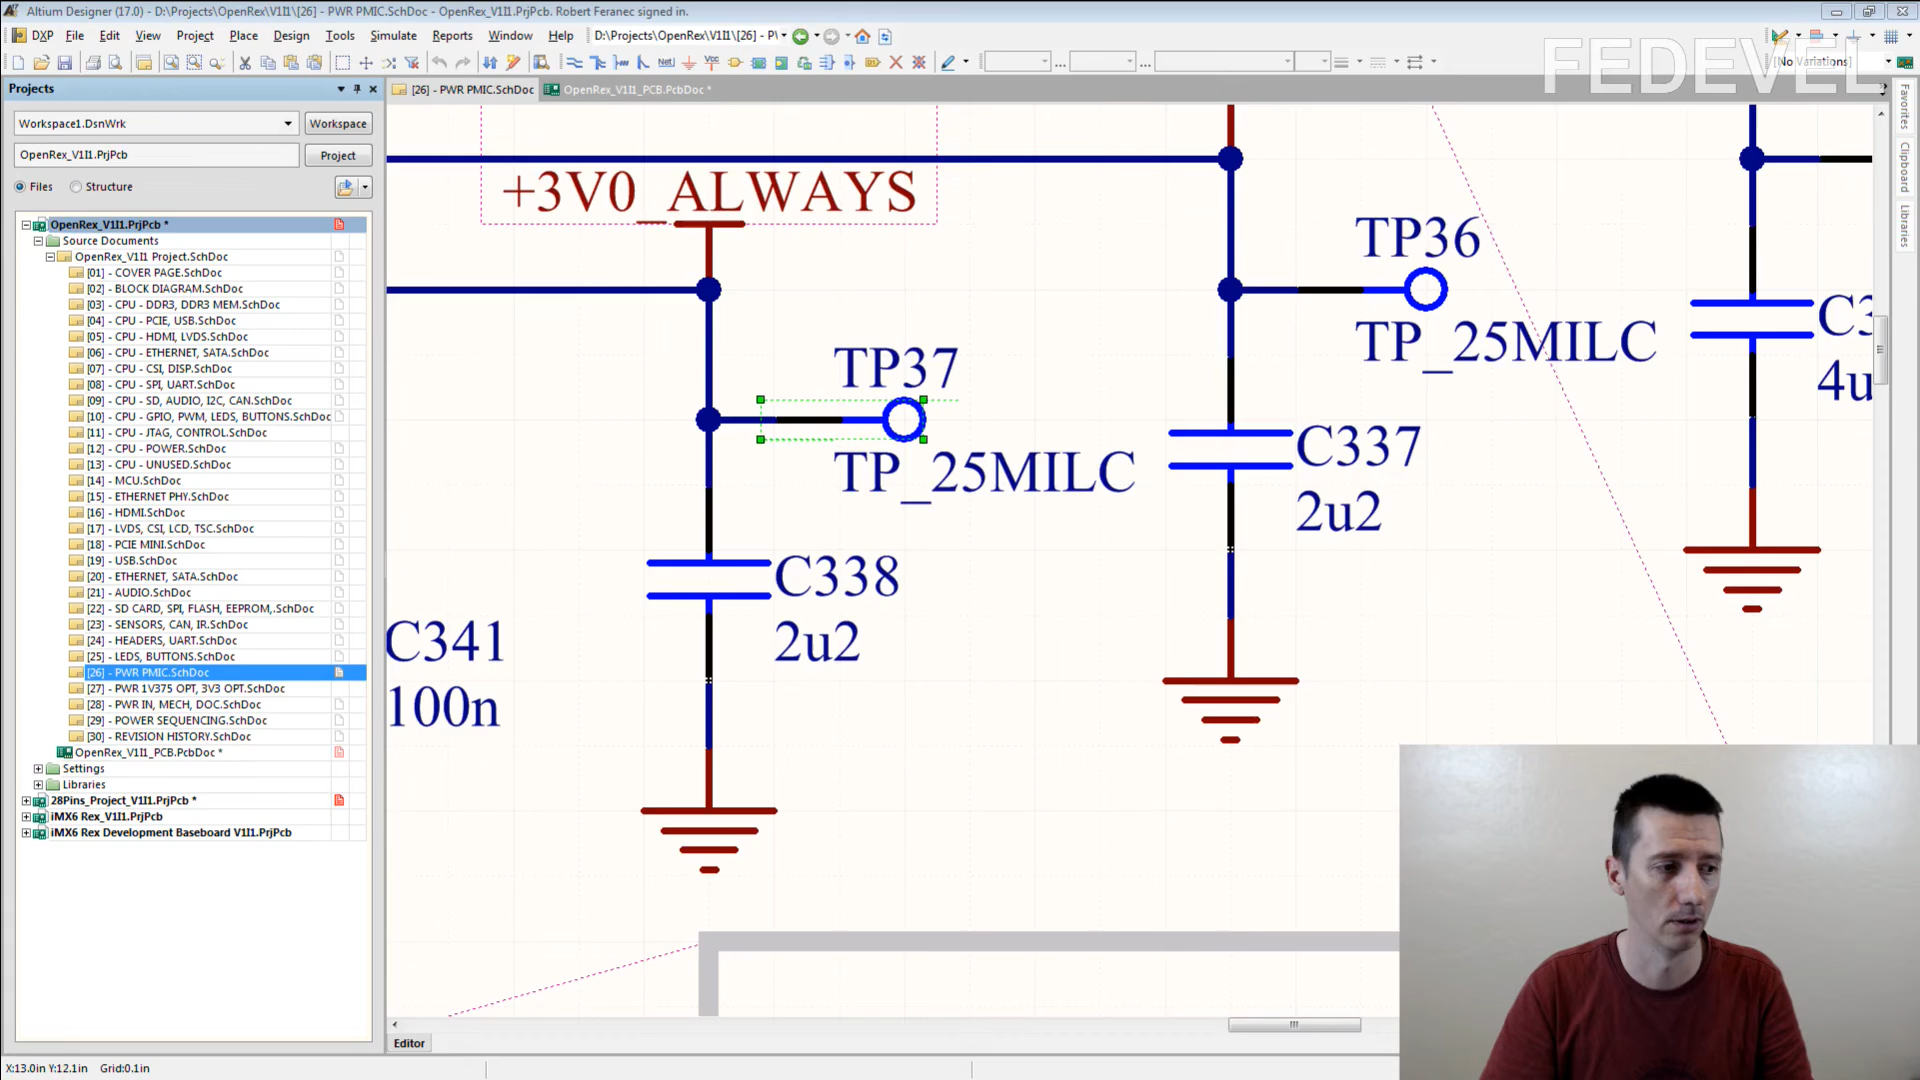 Altium Designer (17.0) - D:\Projects\OpenRex\V1I1\[26] - PWR PMIC.SchDoc - OpenRex_V1I1.PrjPcb. Robert Feranec signed in.
DXP File Edit View Project Place Design Tools Simulate Reports Window Help D:\Projects\OpenRex\V1I1\[26] - P\
Net Vcc ... ... [No Variations]
FEDEVEL
Projects
[26] - PWR PMIC.SchDoc OpenRex_V1I1_PCB.PcbDoc *
Workspace1.DsnWrk Workspace
OpenRex_V1I1.PrjPcb Project
Files Structure
OpenRex_V1I1.PrjPcb *
Source Documents
OpenRex_V1I1 Project.SchDoc
[01] - COVER PAGE.SchDoc
[02] - BLOCK DIAGRAM.SchDoc
[03] - CPU - DDR3, DDR3 MEM.SchDoc
[04] - CPU - PCIE, USB.SchDoc
[05] - CPU - HDMI, LVDS.SchDoc
[06] - CPU - ETHERNET, SATA.SchDoc
[07] - CPU - CSI, DISP.SchDoc
[08] - CPU - SPI, UART.SchDoc
[09] - CPU - SD, AUDIO, I2C, CAN.SchDoc
[10] - CPU - GPIO, PWM, LEDS, BUTTONS.SchDoc
[11] - CPU - JTAG, CONTROL.SchDoc
[12] - CPU - POWER.SchDoc
[13] - CPU - UNUSED.SchDoc
[14] - MCU.SchDoc
[15] - ETHERNET PHY.SchDoc
[16] - HDMI.SchDoc
[17] - LVDS, CSI, LCD, TSC.SchDoc
[18] - PCIE MINI.SchDoc
[19] - USB.SchDoc
[20] - ETHERNET, SATA.SchDoc
[21] - AUDIO.SchDoc
[22] - SD CARD, SPI, FLASH, EEPROM,.SchDoc
[23] - SENSORS, CAN, IR.SchDoc
[24] - HEADERS, UART.SchDoc
[25] - LEDS, BUTTONS.SchDoc
[26] - PWR PMIC.SchDoc
[27] - PWR 1V375 OPT, 3V3 OPT.SchDoc
[28] - PWR IN, MECH, DOC.SchDoc
[29] - POWER SEQUENCING.SchDoc
[30] - REVISION HISTORY.SchDoc
OpenRex_V1I1_PCB.PcbDoc *
Settings
Libraries
28Pins_Project_V1I1.PrjPcb *
iMX6 Rex_V1I1.PrjPcb
iMX6 Rex Development Baseboard V1I1.PrjPcb
+3V0_ALWAYS
TP36
TP_25MILC
TP37
TP_25MILC
C337
2u2
C338
2u2
C341
100n
C3
4u
Favorites
Clipboard
Libraries
Editor
X:13.0in Y:12.1in Grid:0.1in